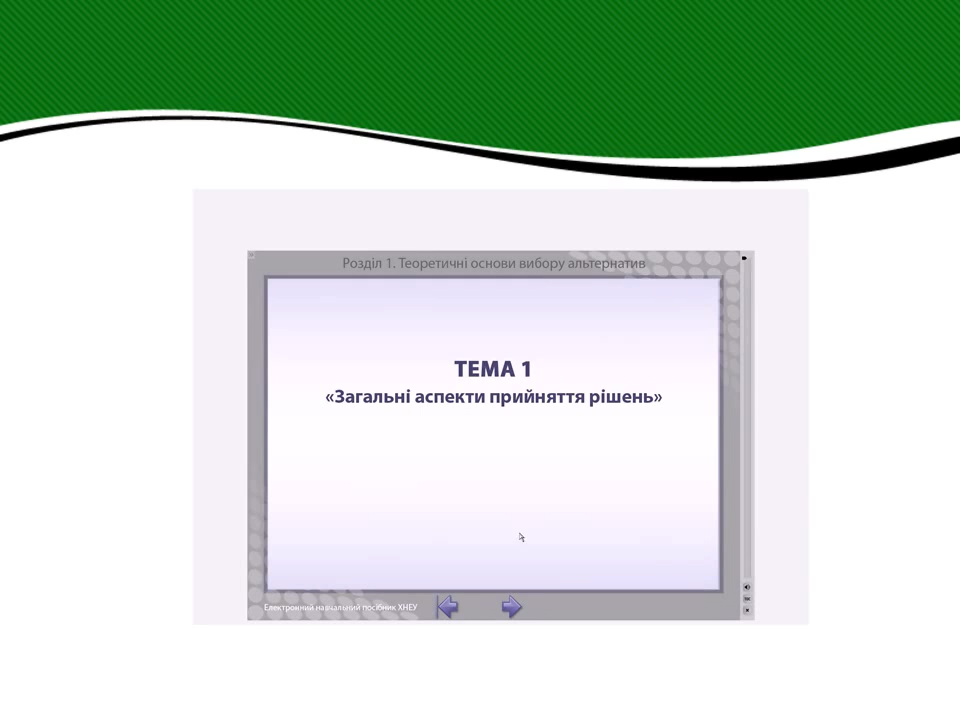 Розділ 1. Теоретичні основи вибору альтернатив
ТЕМА 1
«Загальні аспекти прийняття рішень»
Електронний навчальний посібник ХНЕУ